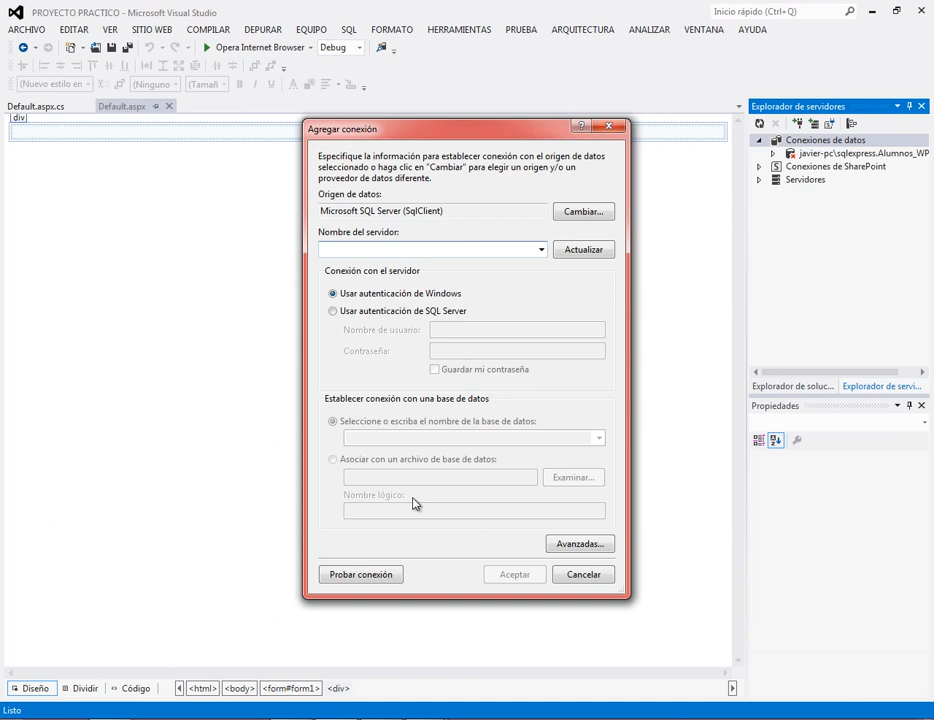 PROYECTO PRACTICO - Microsoft Visual Studio
Inicio rápido (Ctrl+Q)
ARCHIVO EDITAR VER SITIO WEB COMPILAR DEPURAR EQUIPO SQL FORMATO HERRAMIENTAS PRUEBA ARQUITECTURA ANALIZAR VENTANA AYUDA
Opera Internet Browser Debug
(Nuevo estilo en (Ninguno (Tamañ B I U A
Default.aspx.cs Default.aspx
div
Agregar conexión
Especifique la información para establecer conexión con el origen de datos
seleccionado o haga clic en "Cambiar" para elegir un origen y/o un
proveedor de datos diferente.
Origen de datos:
Microsoft SQL Server (SqlClient) Cambiar...
Nombre del servidor:
Actualizar
Conexión con el servidor
Usar autenticación de Windows
Usar autenticación de SQL Server
Nombre de usuario:
Contraseña:
Guardar mi contraseña
Establecer conexión con una base de datos
Seleccione o escriba el nombre de la base de datos:
Asociar con un archivo de base de datos:
Examinar...
Nombre lógico:
Avanzadas...
Probar conexión Aceptar Cancelar
Explorador de servidores
Conexiones de datos
javier-pc\sqlexpress.Alumnos_WP
Conexiones de SharePoint
Servidores
Explorador de soluc... Explorador de servi...
Propiedades
Diseño Dividir Código <html> <body> <form#form1> <div>
Listo